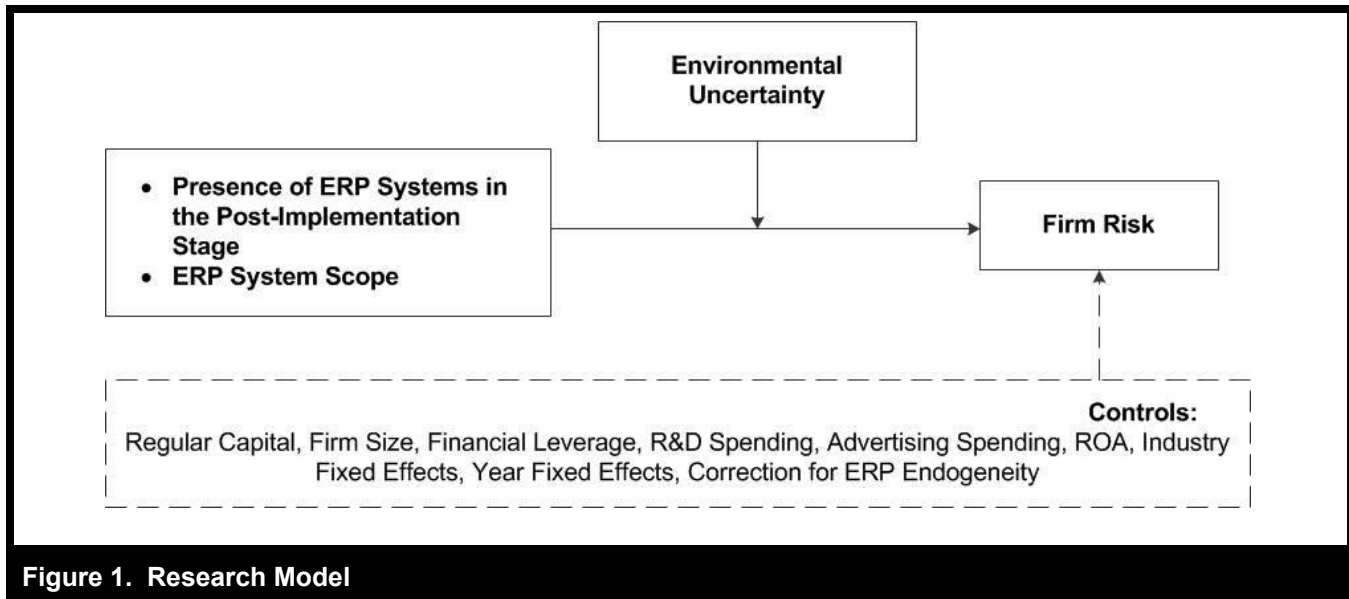 Environmental
Uncertainty
• Presence of ERP Systems in
the Post-Implementation
Stage
• ERP System Scope
Firm Risk
Controls:
Regular Capital, Firm Size, Financial Leverage, R&D Spending, Advertising Spending, ROA, Industry
Fixed Effects, Year Fixed Effects, Correction for ERP Endogeneity
Figure 1. Research Model